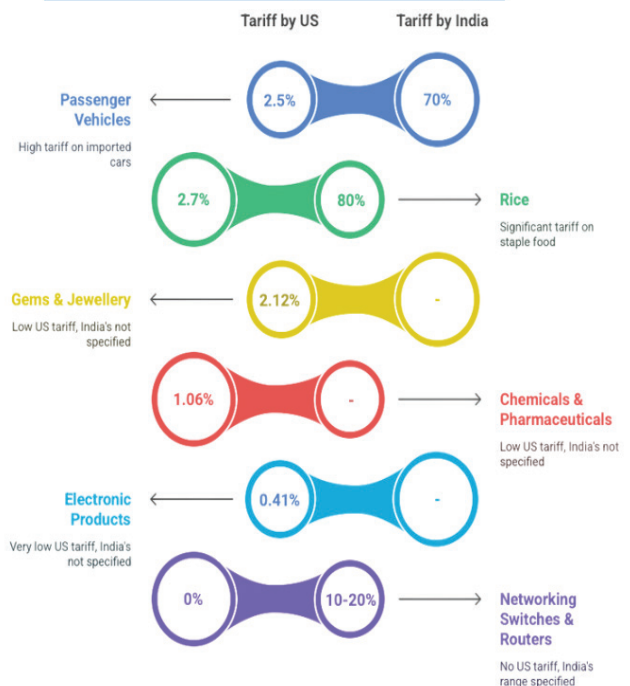 Tariff by US Tariff by India
Passenger
Vehicles
High tariff on imported
cars
2.5% 70%
2.7% 80%
Rice
Significant tariff on
staple food
Gems & Jewellery
Low US tariff, India's not
specified
2.12% -
1.06% -
Chemicals &
Pharmaceuticals
Low US tariff, India's not
specified
Electronic
Products
Very low US tariff, India's
not specified
0.41% -
0% 10-20%
Networking
Switches &
Routers
No US tariff, India's
range specified